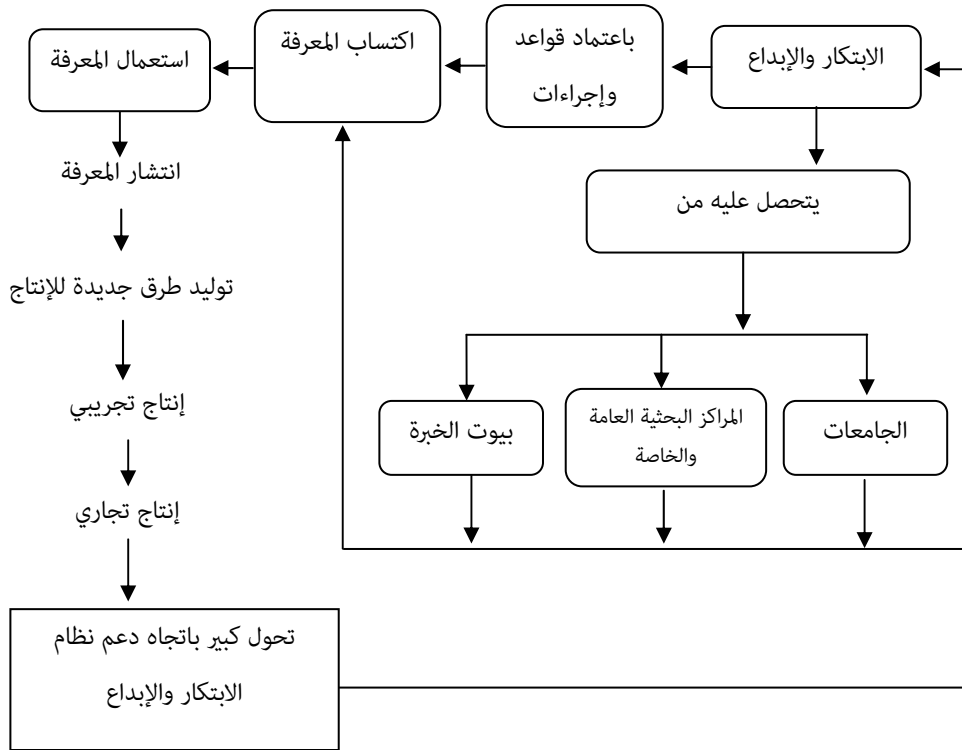 الابتكار والإبداع
باعتماد قواعد
وإجراءات
اكتساب المعرفة
استعمال المعرفة
انتشار المعرفة
توليد طرق جديدة للإنتاج
إنتاج تجريبي
إنتاج تجاري
تحول كبير باتجاه دعم نظام
الابتكار والإبداع
يتحصل عليه من
الجامعات
المراكز البحثية العامة
والخاصة
بيوت الخبرة